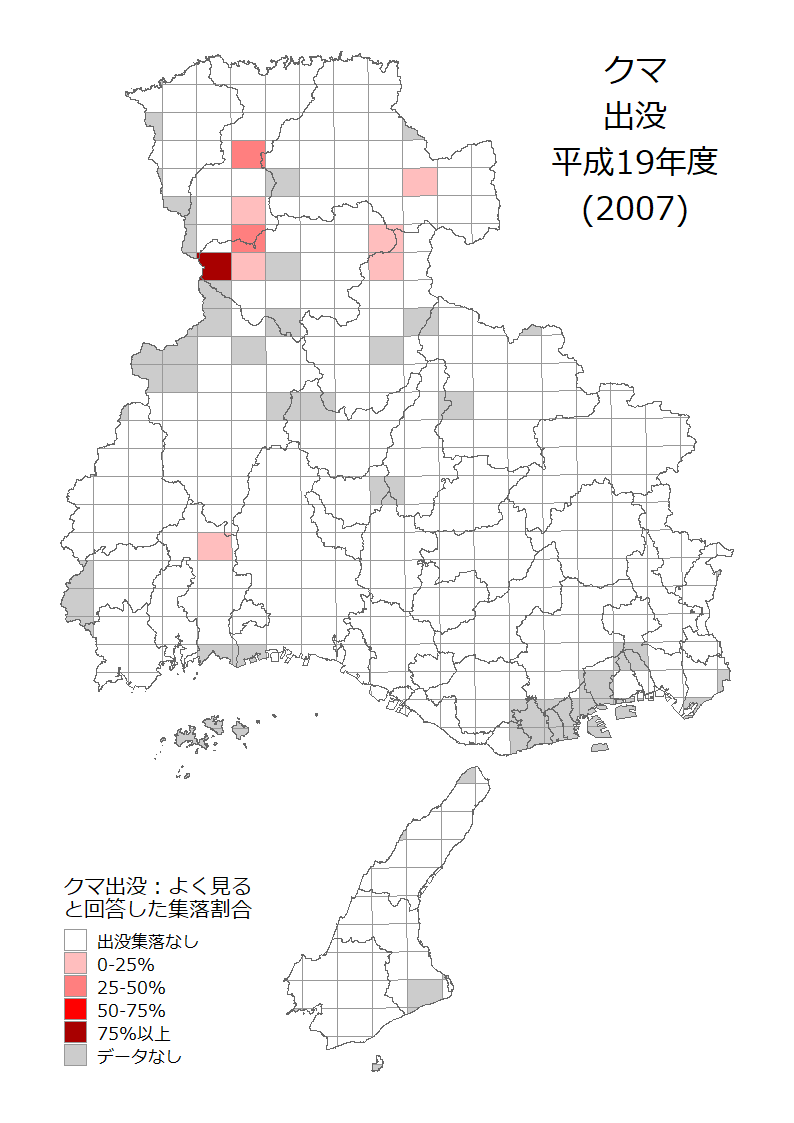 クマ
出没
平成19年度
(2007)
クマ出没：よく見る
と回答した集落割合
出没集落なし
0-25%
25-50%
50-75%
75%以上
データなし